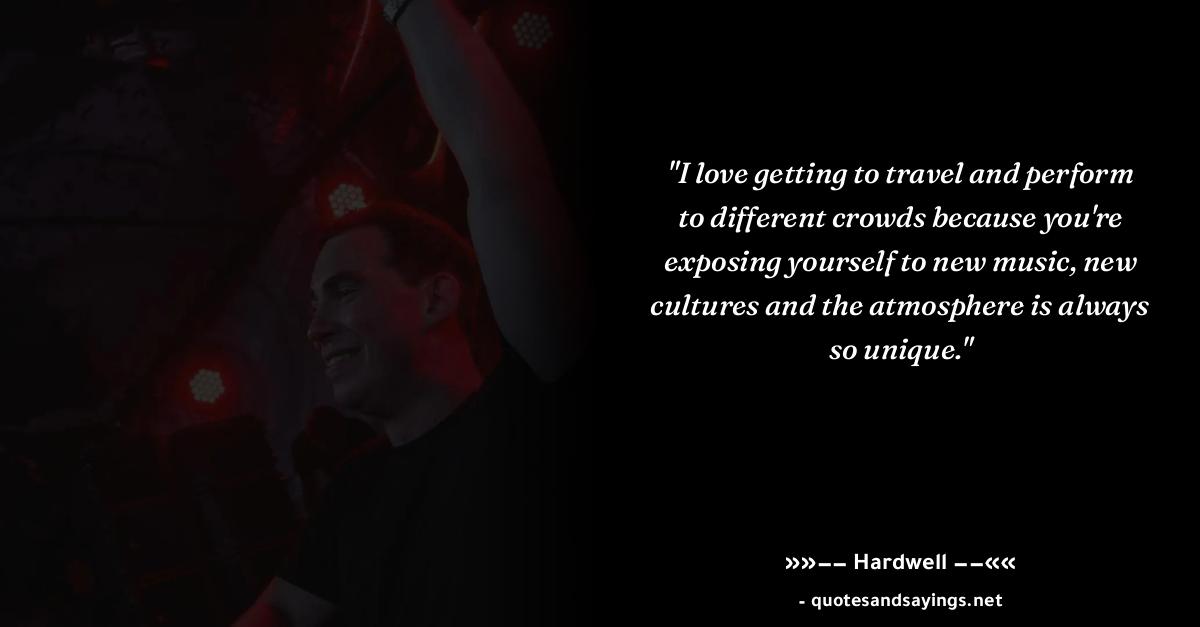 "I love getting to travel and perform
to different crowds because you're
exposing yourself to new music, new
cultures and the atmosphere is always
so unique."
»»−− Hardwell −−««
- quotesandsayings.net